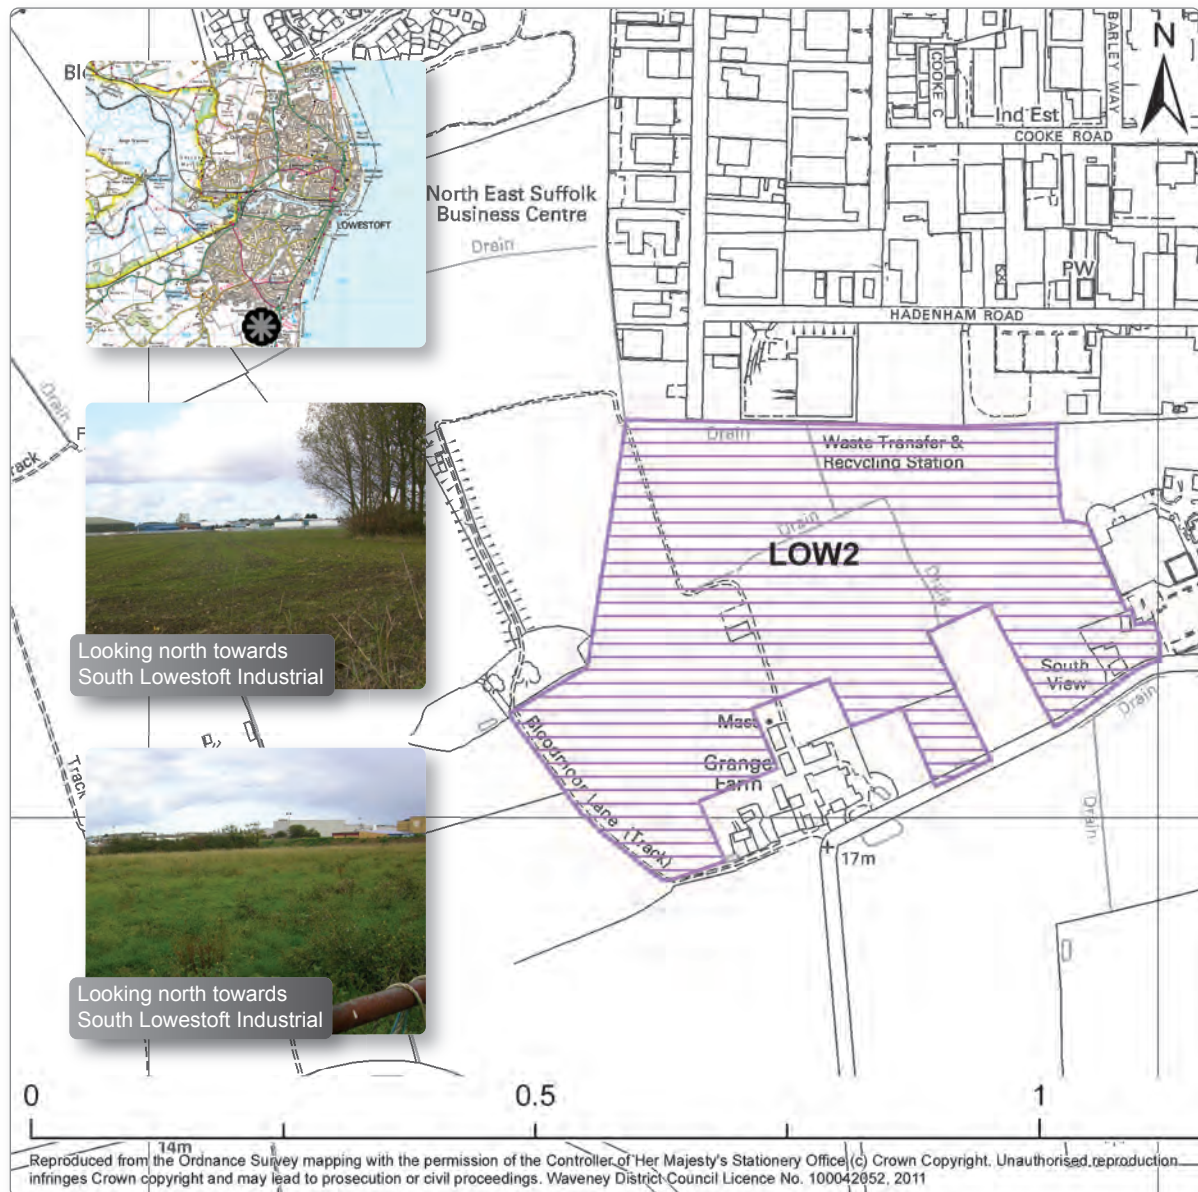 N
BARLEY WAY
COOKE C
Ind Est
COOKE ROAD
North East Suffolk
Business Centre
Drain
LOWESTOFT
PW
HADENHAM ROAD
Drain
Track
Drain
Waste Transfer &
Recycling Station
Drain
LOW2
Drain
Looking north towards
South Lowestoft Industrial
South
View
Drain
Mast
Grange
Farm
Bloodmoor Lane (Track)
Track
Drain
17m
Looking north towards
South Lowestoft Industrial
0
0.5
1
14m
Reproduced from the Ordnance Survey mapping with the permission of the Controller of Her Majesty's Stationery Office (c) Crown Copyright. Unauthorised reproduction
infringes Crown copyright and may lead to prosecution or civil proceedings. Waveney District Council Licence No. 100042052, 2011